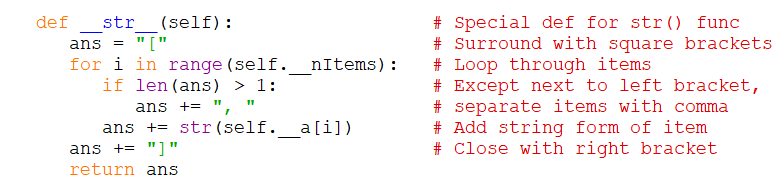 def __str__(self):                  # Special def for str() func
   ans = "["                        # Surround with square brackets
   for i in range(self.__nItems):   # Loop through items
      if len(ans) > 1:              # Except next to left bracket,
         ans += ", "                # separate items with comma
      ans += str(self.__a[i])       # Add string form of item
   ans += "]"                       # Close with right bracket
   return ans